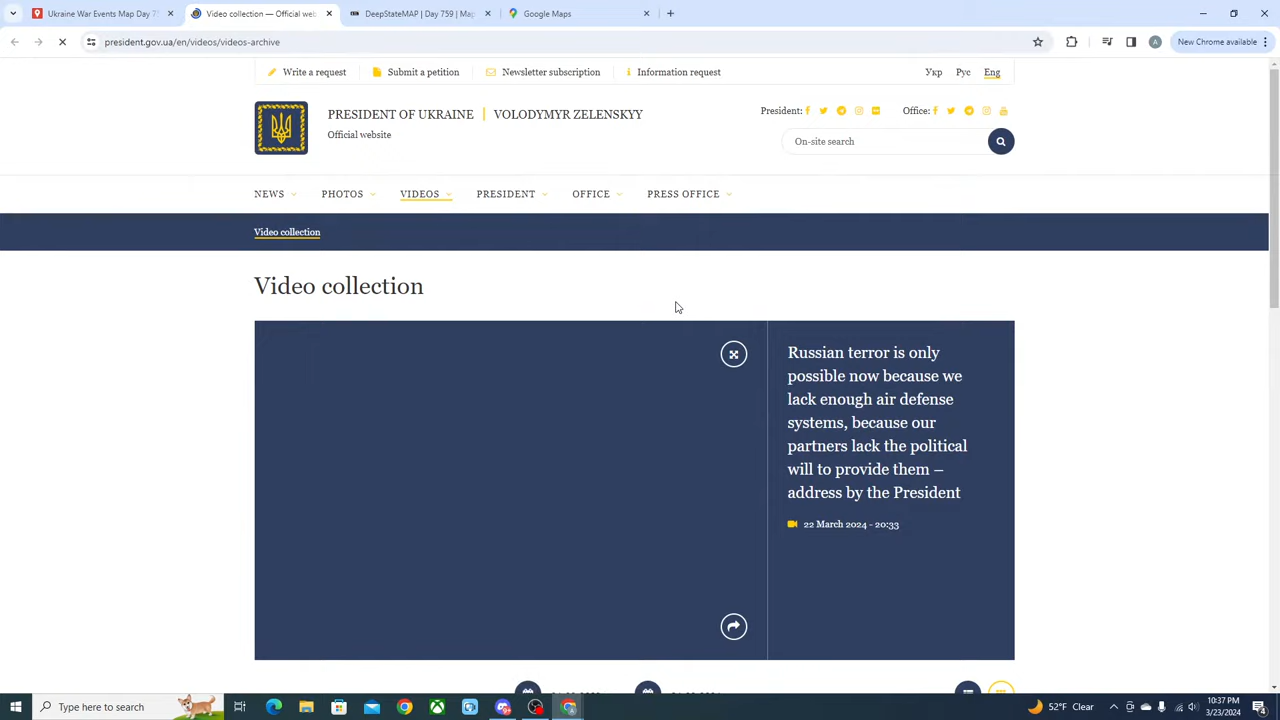 Ukraine War Events Map Day 7
Video collection — Official web
DeepStateMAP | Day 759 | Ma
Google Maps
president.gov.ua/en/videos/videos-archive
New Chrome available
Write a request
Submit a petition
Newsletter subscription
Information request
Укр Рус Eng
PRESIDENT OF UKRAINE | VOLODYMYR ZELENSKYY
Official website
President:
Office:
On-site search
NEWS PHOTOS VIDEOS PRESIDENT OFFICE PRESS OFFICE
Video collection
Video collection
Russian terror is only
possible now because we
lack enough air defense
systems, because our
partners lack the political
will to provide them –
address by the President
22 March 2024 - 20:33
Type here to search
52°F Clear
10:37 PM
3/23/2024